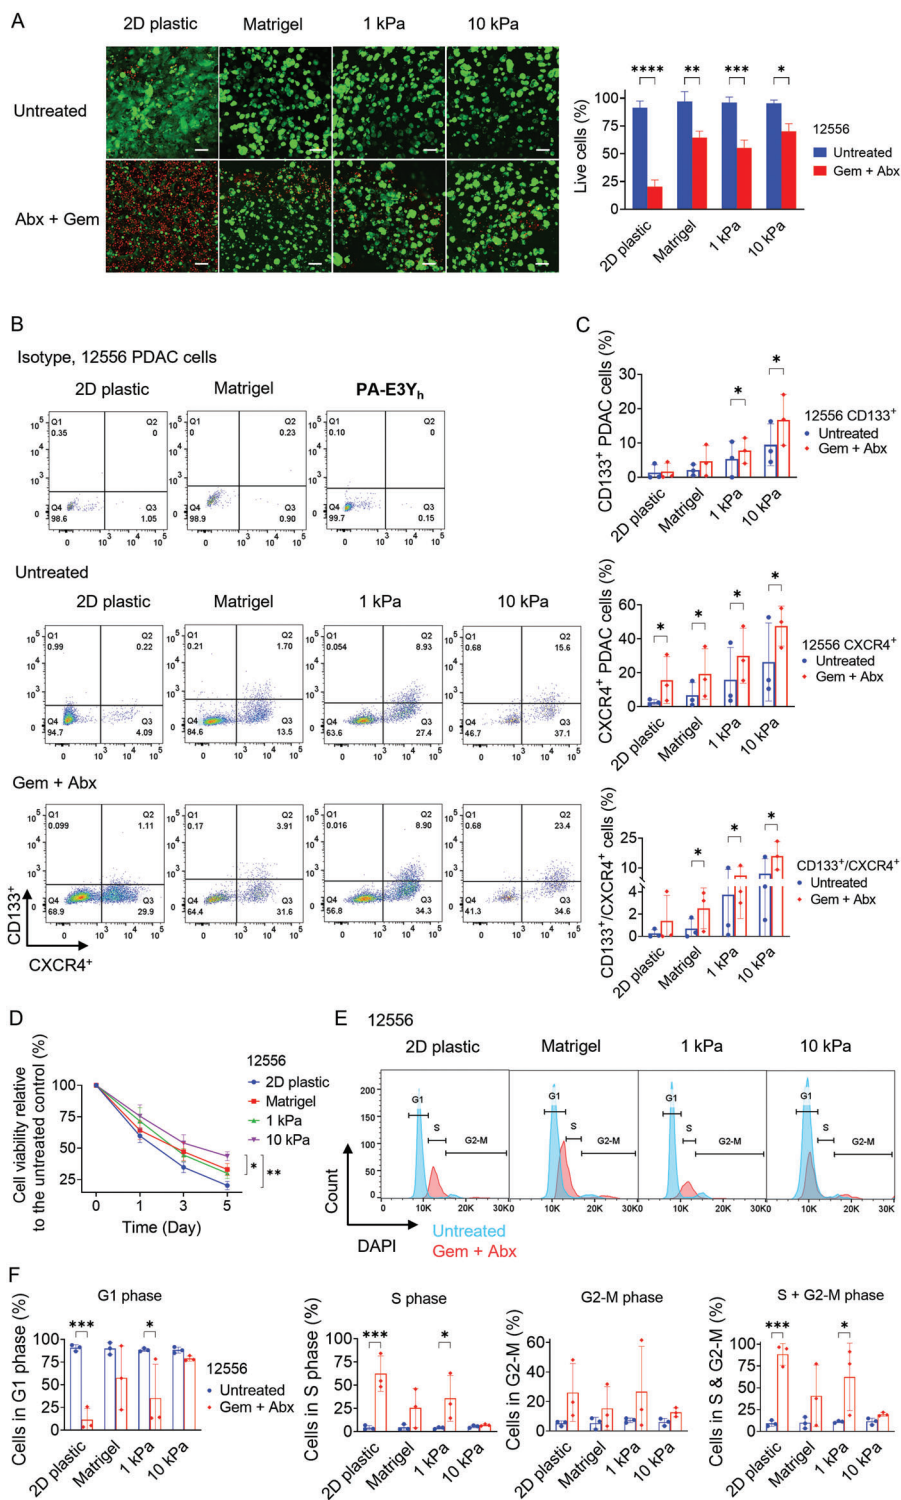 A
2D plastic
Matrigel
1 kPa
10 kPa
Untreated
Abx + Gem
Live cells (%)
100
75
50
25
0
****
**
***
*
12556
Untreated
Gem + Abx
2D plastic
Matrigel
1 kPa
10 kPa
B
Isotype, 12556 PDAC cells
2D plastic
Matrigel
PA-E3Yh
Q1
0.35
Q2
0
Q4
98.6
Q3
1.05
Q1
0
Q2
0.23
Q4
98.9
Q3
0.90
Q1
0.10
Q2
0
Q4
99.7
Q3
0.15
Untreated
2D plastic
Matrigel
1 kPa
10 kPa
Q1
0.99
Q2
0.22
Q4
94.7
Q3
4.09
Q1
0.21
Q2
1.70
Q4
84.6
Q3
13.5
Q1
0.054
Q2
8.93
Q4
63.6
Q3
27.4
Q1
0.68
Q2
15.6
Q4
46.7
Q3
37.1
Gem + Abx
Q1
0.099
Q2
1.11
Q4
68.9
Q3
29.9
Q1
0.17
Q2
3.91
Q4
64.4
Q3
31.6
Q1
0.016
Q2
8.90
Q4
56.8
Q3
34.3
Q1
0.68
Q2
23.4
Q4
41.3
Q3
34.6
CD133+
CXCR4+
C
CD133+ PDAC cells (%)
30
20
10
0
*
*
12556 CD133+
Untreated
Gem + Abx
2D plastic
Matrigel
1 kPa
10 kPa
CXCR4+ PDAC cells (%)
60
40
20
0
*
*
*
*
12556 CXCR4+
Untreated
Gem + Abx
2D plastic
Matrigel
1 kPa
10 kPa
CD133+/CXCR4+ cells (%)
25
10
4
2
0
*
*
*
CD133+/CXCR4+
Untreated
Gem + Abx
2D plastic
Matrigel
1 kPa
10 kPa
D
Cell viability relative
to the untreated control (%)
100
75
50
25
0
1
3
5
Time (Day)
12556
2D plastic
Matrigel
1 kPa
10 kPa
*
**
E
12556
2D plastic
Matrigel
1 kPa
10 kPa
200
150
100
50
0
G1
S
G2-M
G1
S
G2-M
G1
S
G2-M
G1
S
G2-M
0 10K 20K 30K0 10K 20K 30K0 10K 20K 30K0 10K 20K 30K
Count
DAPI
Untreated
Gem + Abx
F
G1 phase
Cells in G1 phase (%)
100
75
50
25
0
***
*
2D plastic
Matrigel
1 kPa
10 kPa
12556
Untreated
Gem + Abx
S phase
Cells in S phase (%)
100
75
50
25
0
***
*
2D plastic
Matrigel
1 kPa
10 kPa
G2-M phase
Cells in G2-M (%)
60
40
20
0
2D plastic
Matrigel
1 kPa
10 kPa
S + G2-M phase
Cells in S & G2-M (%)
100
75
50
25
0
***
*
2D plastic
Matrigel
1 kPa
10 kPa